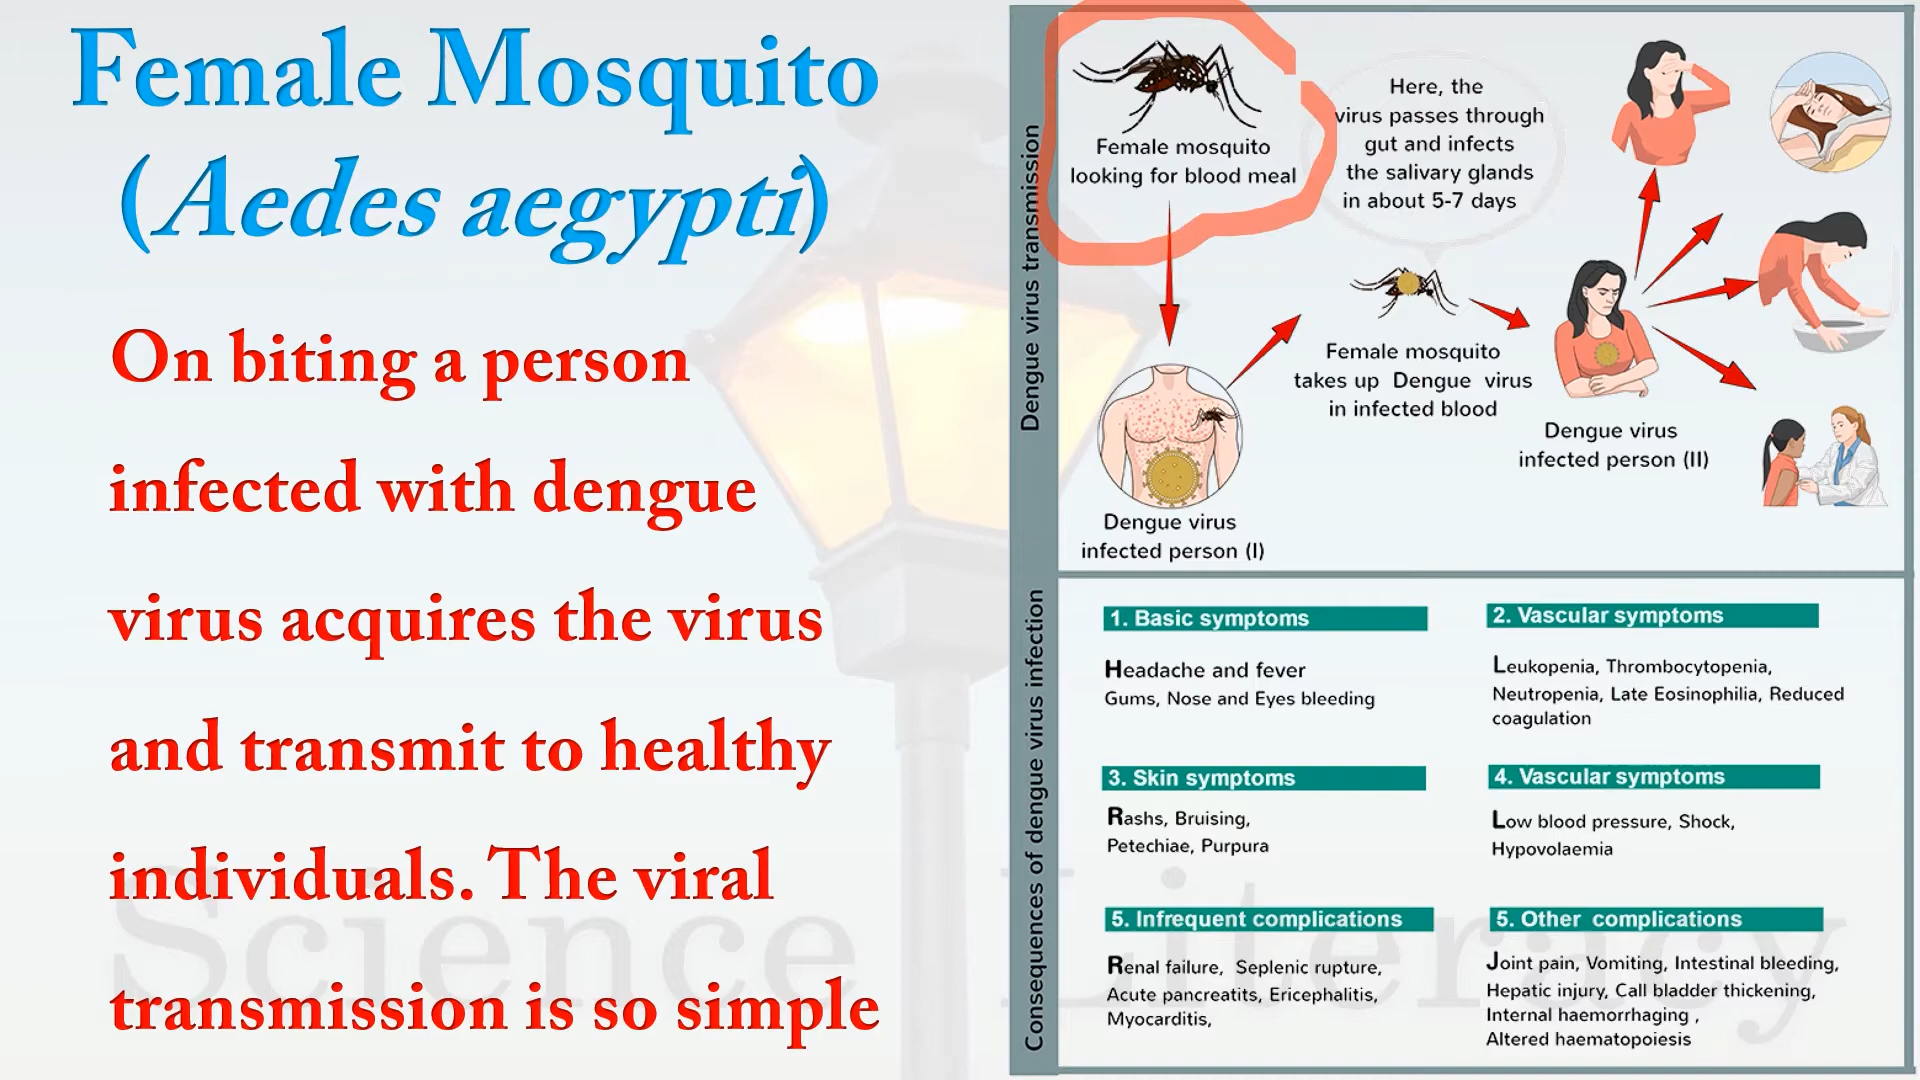 Female Mosquito
(Aedes aegypti)
On biting a person
infected with dengue
virus acquires the virus
and transmit to healthy
individuals. The viral
transmission is so simple
Science Literacy
Dengue virus transmission
Female mosquito
looking for blood meal
Here, the
virus passes through
gut and infects
the salivary glands
in about 5-7 days
Female mosquito
takes up Dengue virus
in infected blood
Dengue virus
infected person (I)
Dengue virus
infected person (II)
Consequences of dengue virus infection
1. Basic symptoms
Headache and fever
Gums, Nose and Eyes bleeding
2. Vascular symptoms
Leukopenia, Thrombocytopenia,
Neutropenia, Late Eosinophilia, Reduced
coagulation
3. Skin symptoms
Rashs, Bruising,
Petechiae, Purpura
4. Vascular symptoms
Low blood pressure, Shock,
Hypovolaemia
5. Infrequent complications
Renal failure, Seplenic rupture,
Acute pancreatits, Ericephalitis,
Myocarditis,
5. Other complications
Joint pain, Vomiting, Intestinal bleeding,
Hepatic injury, Call bladder thickening,
Internal haemorrhaging ,
Altered haematopoiesis